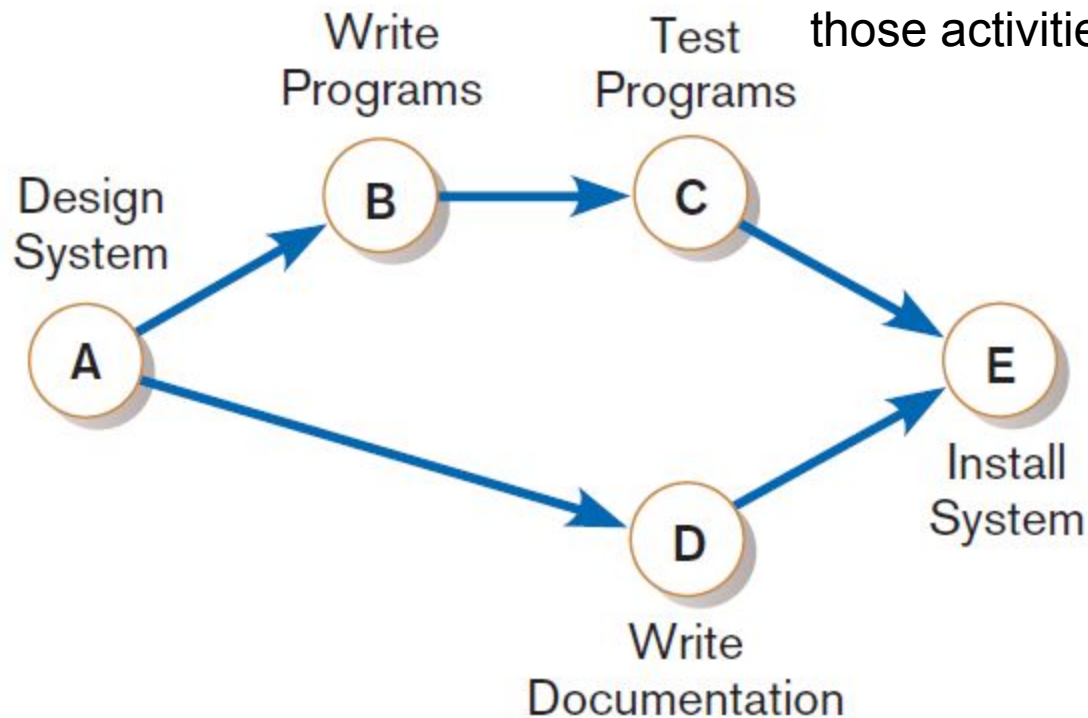 those activitie
Write
Programs
Test
Programs
Design
System
B
C
A
E
Install
System
D
Write
Documentation